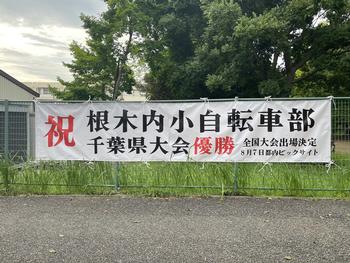 祝
根木内小自転車部
千葉県大会優勝
全国大会出場決定
8月7日都内ビックサイト